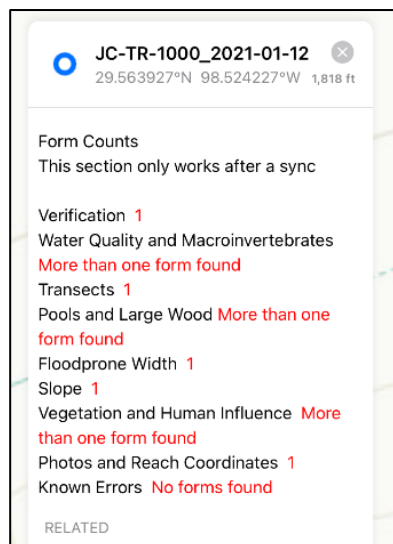 JC-TR-1000_2021-01-12
29.563927°N 98.524227°W 1,818 ft
Form Counts
This section only works after a sync
Verification 1
Water Quality and Macroinvertebrates
More than one form found
Transects 1
Pools and Large Wood More than one
form found
Floodprone Width 1
Slope 1
Vegetation and Human Influence More
than one form found
Photos and Reach Coordinates 1
Known Errors No forms found
RELATED